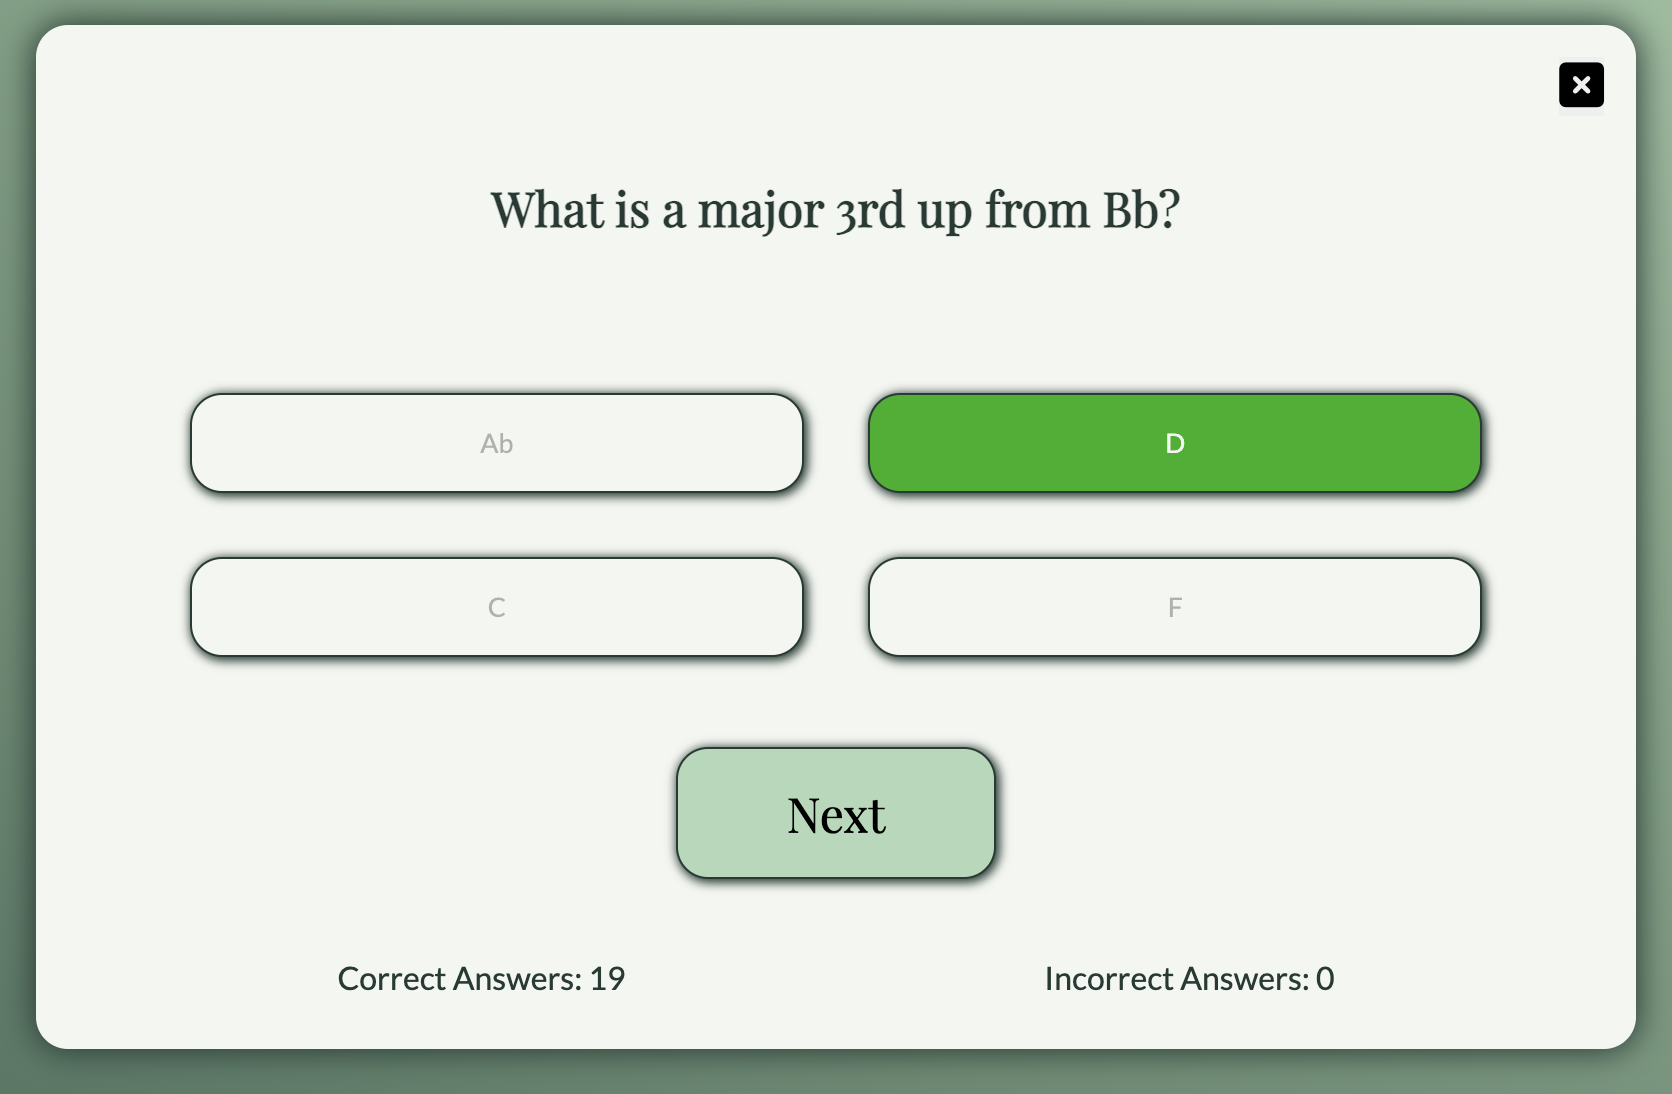 What is a major 3rd up from Bb?
Ab
D
C
F
Next
Correct Answers: 19
Incorrect Answers: 0